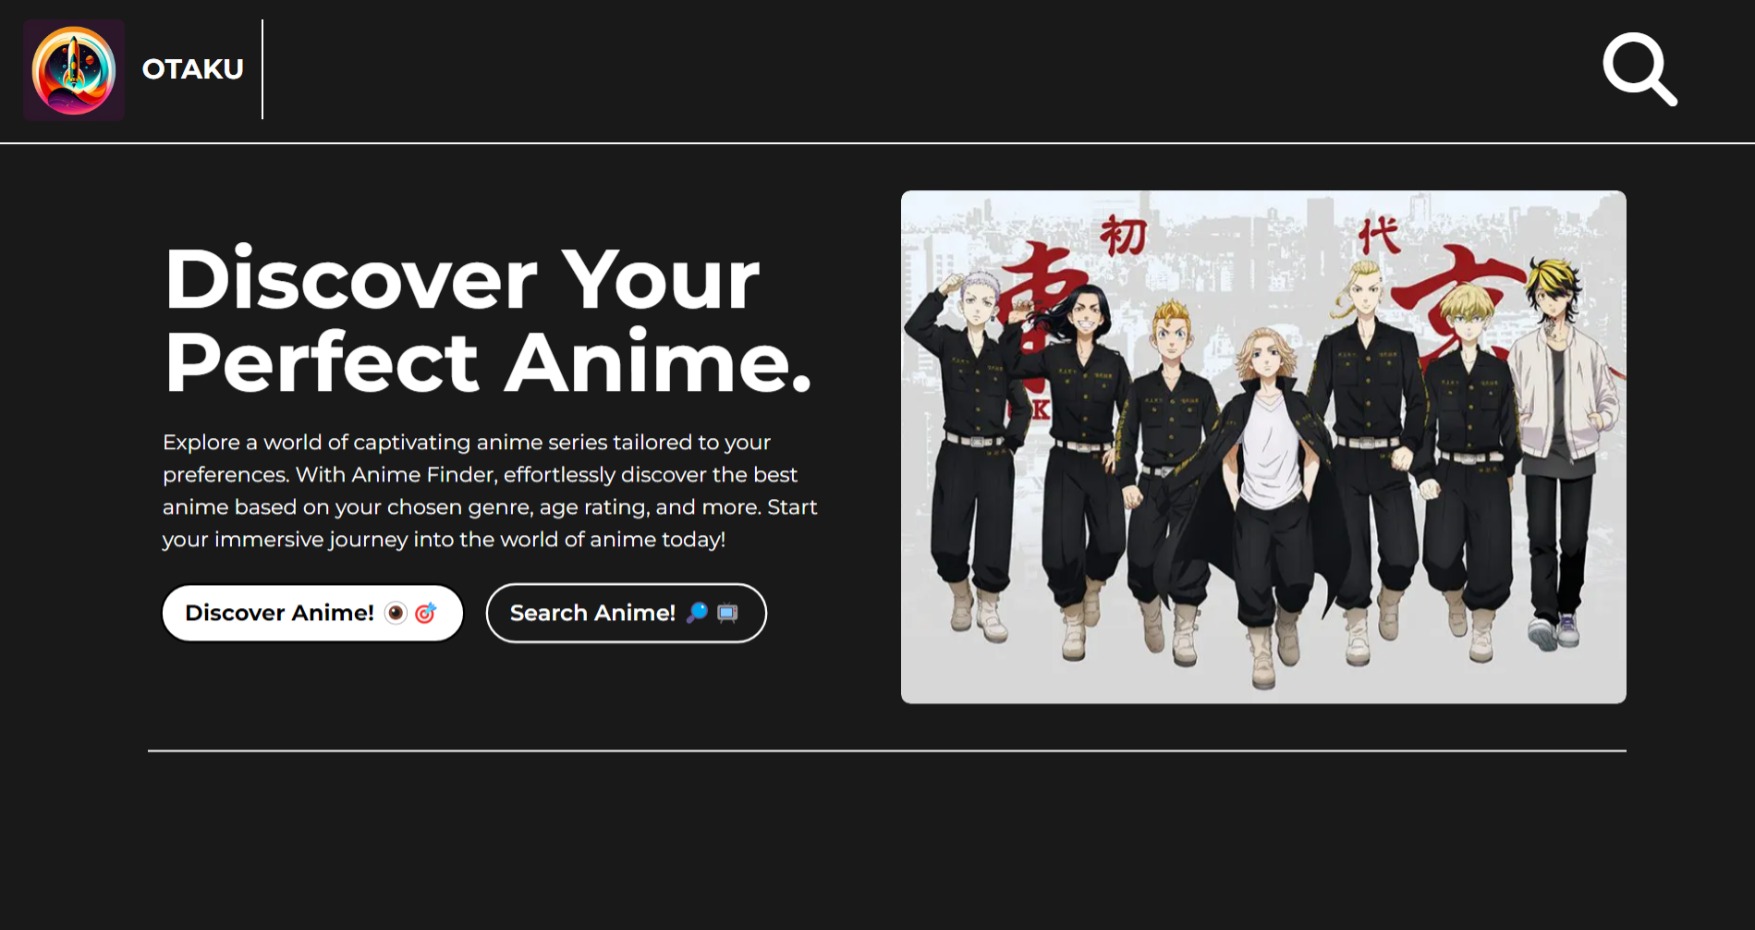 OTAKU
Discover Your
Perfect Anime.
Explore a world of captivating anime series tailored to your
preferences. With Anime Finder, effortlessly discover the best
anime based on your chosen genre, age rating, and more. Start
your immersive journey into the world of anime today!
Discover Anime! 👁️🎯
Search Anime! 🔎📺
初
代
東
京